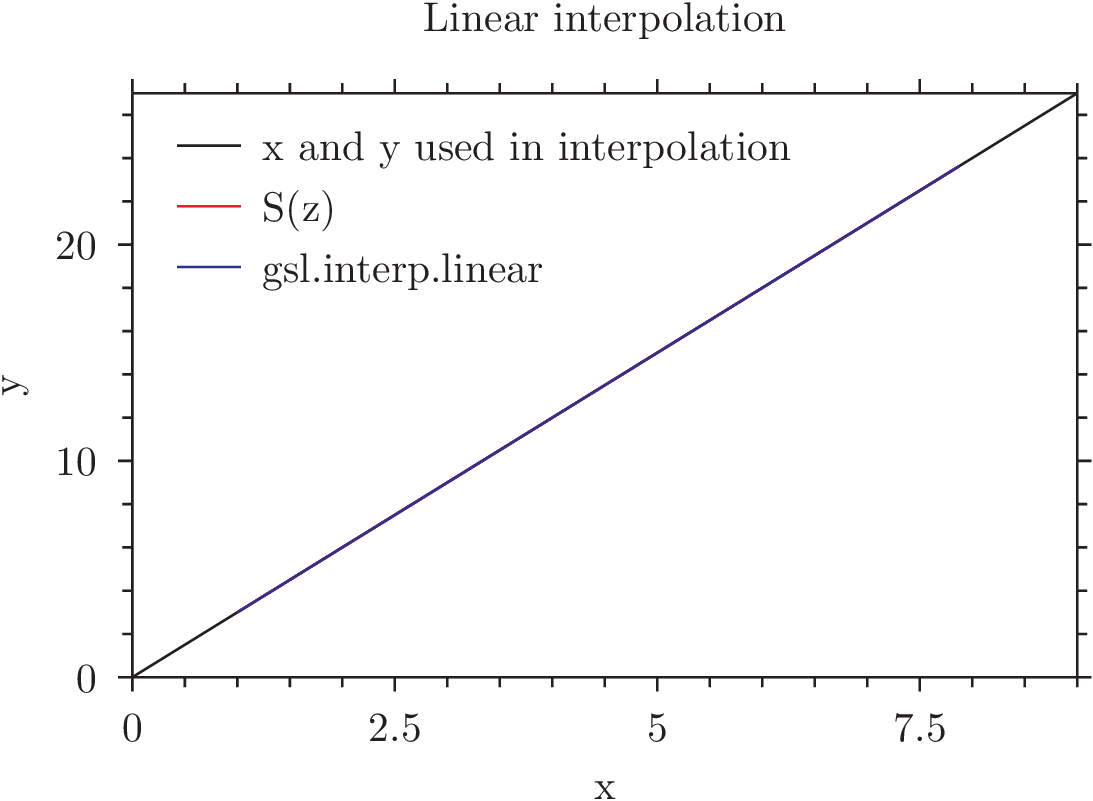 Linear interpolation
x and y used in interpolation
S(z)
gsl.interp.linear
20
10
0
y
0 2.5 5 7.5
x